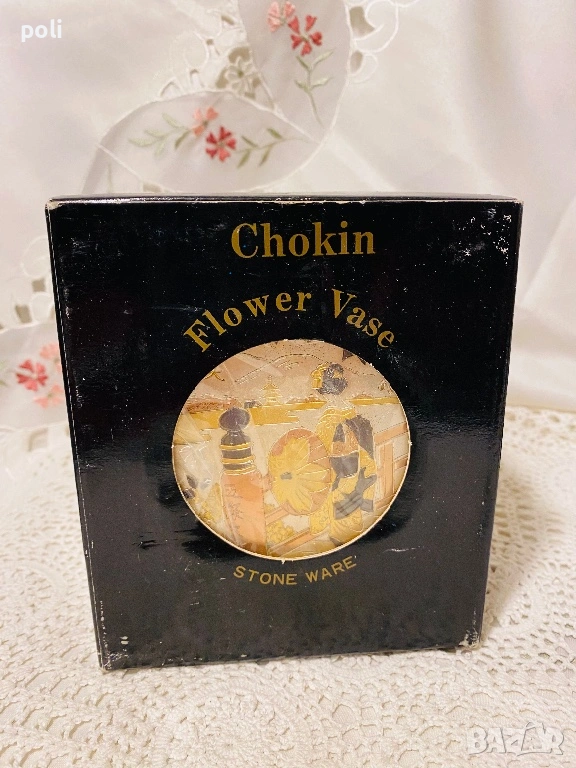 poli
Chokin
Flower Vase
STONE WARE
BAZAR